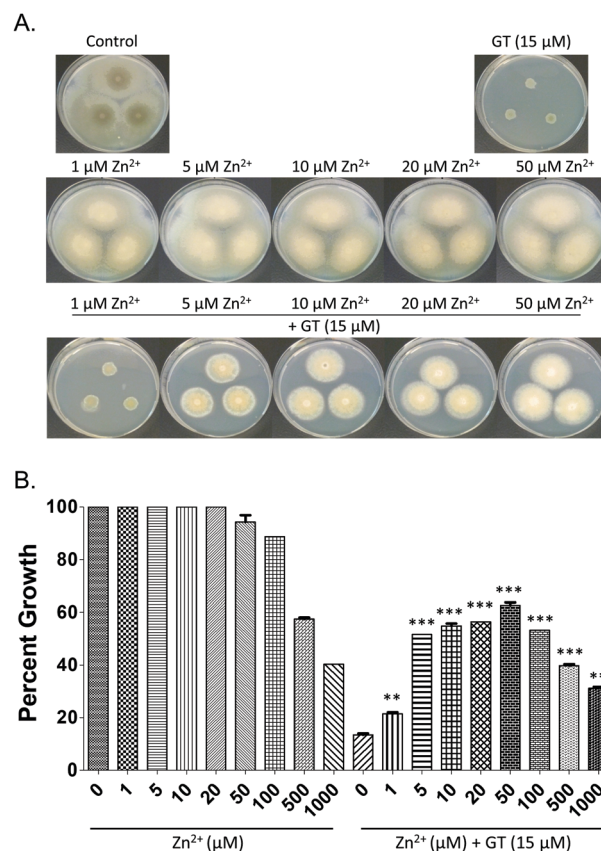 A.
Control GT (15 μM)
1 μM Zn²⁺ 5 μM Zn²⁺ 10 μM Zn²⁺ 20 μM Zn²⁺ 50 μM Zn²⁺
1 μM Zn²⁺ 5 μM Zn²⁺ 10 μM Zn²⁺ 20 μM Zn²⁺ 50 μM Zn²⁺
+ GT (15 μM)
B.
Percent Growth
100
80
60
40
20
0
** *** *** *** *** *** *** **
0 1 5 10 20 50 100 500 1000 0 1 5 10 20 50 100 500 1000
Zn²⁺ (μM) Zn²⁺ (μM) + GT (15 μM)